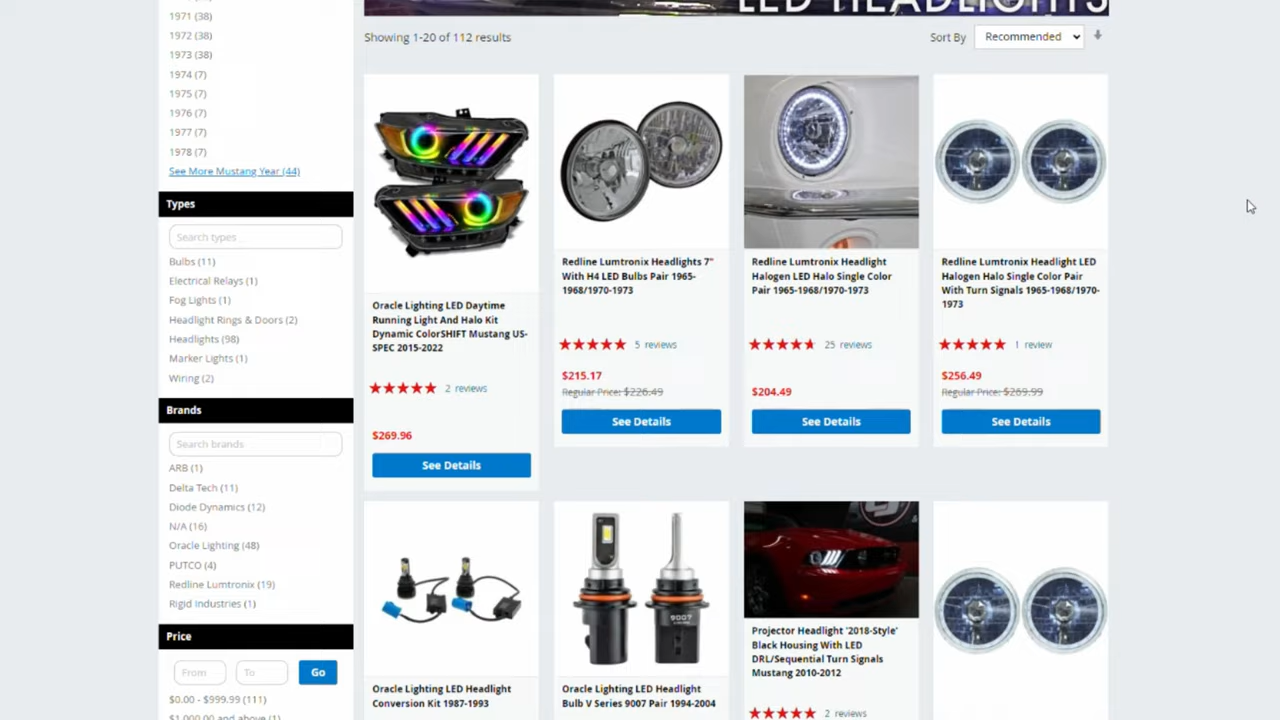 LED HEADLIGHTS
1971 (38)
1972 (38)
1973 (38)
1974 (7)
1975 (7)
1976 (7)
1977 (7)
1978 (7)
See More Mustang Year (44)
Types
Search types
Bulbs (11)
Electrical Relays (1)
Fog Lights (1)
Headlight Rings & Doors (2)
Headlights (98)
Marker Lights (1)
Wiring (2)
Brands
Search brands
ARB (1)
Delta Tech (11)
Diode Dynamics (12)
N/A (16)
Oracle Lighting (48)
PUTCO (4)
Redline Lumtronix (19)
Rigid Industries (1)
Price
From
To
Go
$0.00 - $999.99 (111)
$1,000.00 and above (1)
Showing 1-20 of 112 results
Sort By
Recommended
Oracle Lighting LED Daytime
Running Light And Halo Kit
Dynamic ColorSHIFT Mustang US-
SPEC 2015-2022
2 reviews
$269.96
See Details
Redline Lumtronix Headlights 7"
With H4 LED Bulbs Pair 1965-
1968/1970-1973
5 reviews
$215.17
Regular Price: $226.49
See Details
Redline Lumtronix Headlight
Halogen LED Halo Single Color
Pair 1965-1968/1970-1973
25 reviews
$204.49
See Details
Redline Lumtronix Headlight LED
Halogen Halo Single Color Pair
With Turn Signals 1965-1968/1970-
1973
1 review
$256.49
Regular Price: $269.99
See Details
Oracle Lighting LED Headlight
Conversion Kit 1987-1993
9007
Oracle Lighting LED Headlight
Bulb V Series 9007 Pair 1994-2004
Projector Headlight '2018-Style'
Black Housing With LED
DRL/Sequential Turn Signals
Mustang 2010-2012
2 reviews